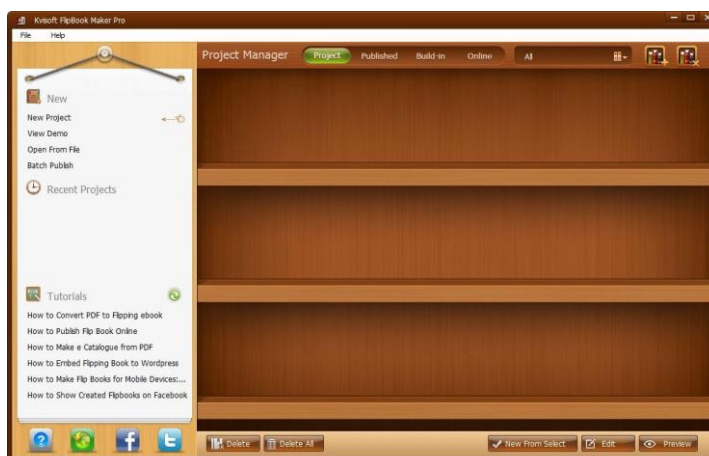 Kvisoft FlipBook Maker Pro
File Help
Project Manager Project Published Build-in Online All
New
New Project
View Demo
Open From File
Batch Publish
Recent Projects
Tutorials
How to Convert PDF to Flipping ebook
How to Publish Flip Book Online
How to Make e Catalogue from PDF
How to Embed Flipping Book to Wordpress
How to Make Flip Books for Mobile Devices:...
How to Show Created Flipbooks on Facebook
Delete Delete All New From Select Edit Preview